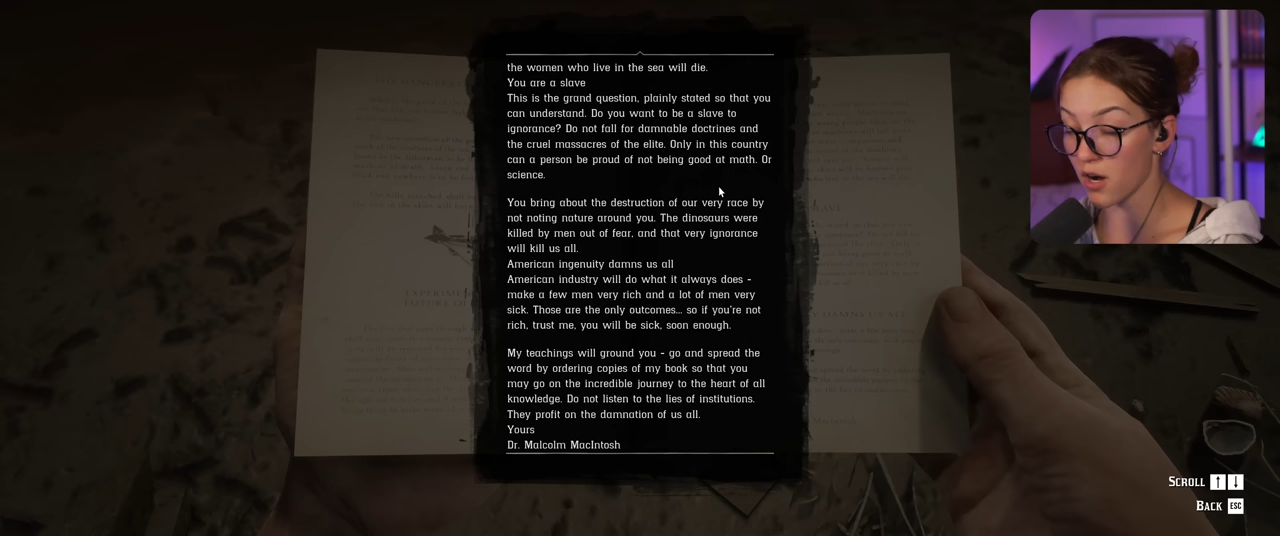 the women who live in the sea will die.
You are a slave
This is the grand question, plainly stated so that you
can understand. Do you want to be a slave to
ignorance? Do not fall for damnable doctrines and
the cruel massacres of the elite. Only in this country
can a person be proud of not being good at math. Or
science.
You bring about the destruction of our very race by
not noting nature around you. The dinosaurs were
killed by men out of fear, and that very ignorance
will kill us all.
American ingenuity damns us all
American industry will do what it always does -
make a few men very rich and a lot of men very
sick. Those are the only outcomes... so if you're not
rich, trust me, you will be sick, soon enough.
My teachings will ground you - go and spread the
word by ordering copies of my book so that you
may go on the incredible journey to the heart of all
knowledge. Do not listen to the lies of institutions.
They profit on the damnation of us all.
Yours
Dr. Malcolm MacIntosh
Scroll ↑ ↓
Back ESC